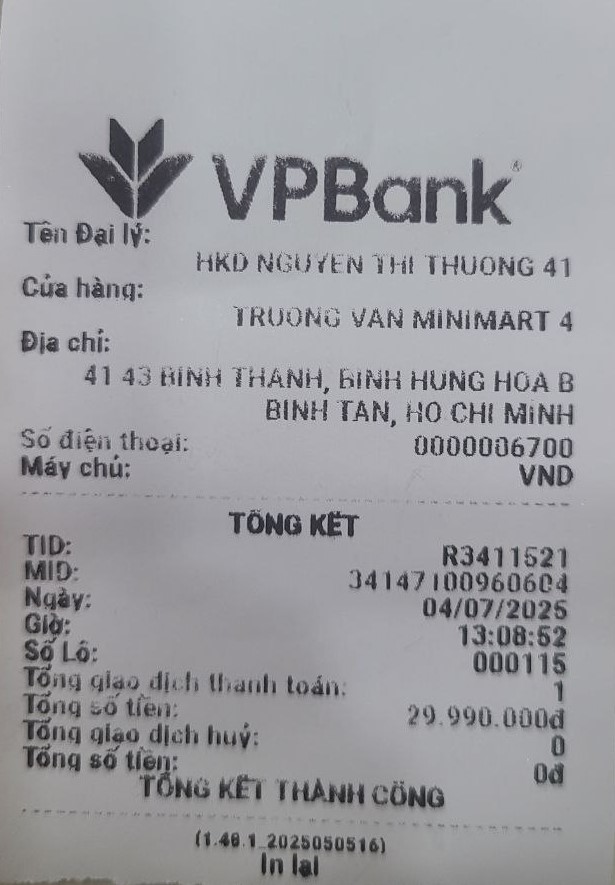 VPBank
Tên Đại lý:
HKD NGUYEN THI THUONG 41
Cửa hàng:
TRUONG VAN MINIMART 4
Địa chỉ:
41 43 BINH THANH, BINH HUNG HOA B
BINH TAN, HO CHI MINH
Số điện thoại:
0000006700
Máy chủ:
VND
TỔNG KẾT
TID:
R3411521
MID:
34147100960604
Ngày:
04/07/2025
Giờ:
13:08:52
Số Lô:
000115
Tổng giao dịch thanh toán:
1
Tổng số tiền:
29.990.000đ
Tổng giao dịch huỷ:
0
Tổng số tiền:
0đ
TỔNG KẾT THÀNH CÔNG
(1.48.1_2025050516)
In lại